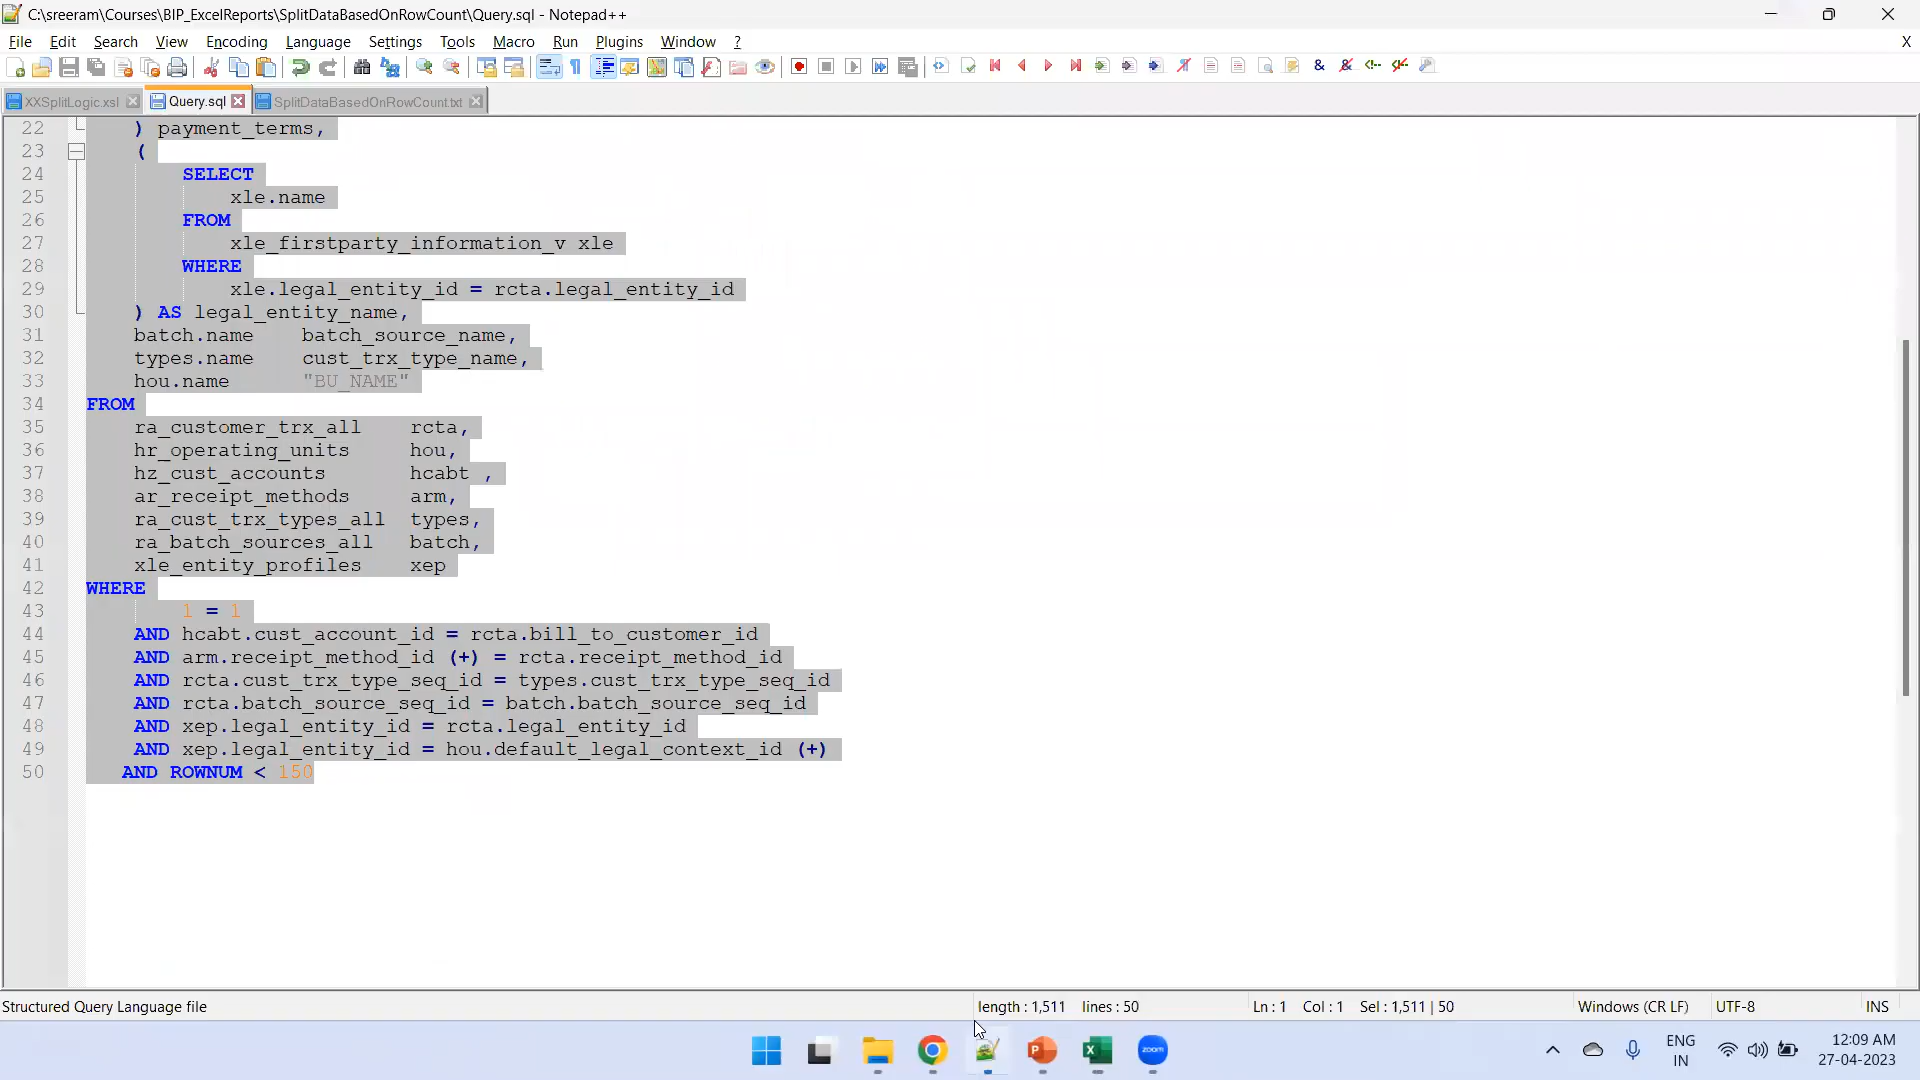 C:\sreeram\Courses\BIP_ExcelReports\SplitDataBasedOnRowCount\Query.sql - Notepad++
File Edit Search View Encoding Language Settings Tools Macro Run Plugins Window ? X
XXSplitLogic.xsl Query.sql SplitDataBasedOnRowCount.txt
22 ) payment_terms,
23 (
24 SELECT
25 xle.name
26 FROM
27 xle_firstparty_information_v xle
28 WHERE
29 xle.legal_entity_id = rcta.legal_entity_id
30 ) AS legal_entity_name,
31 batch.name batch_source_name,
32 types.name cust_trx_type_name,
33 hou.name "BU_NAME"
34 FROM
35 ra_customer_trx_all rcta,
36 hr_operating_units hou,
37 hz_cust_accounts hcabt ,
38 ar_receipt_methods arm,
39 ra_cust_trx_types_all types,
40 ra_batch_sources_all batch,
41 xle_entity_profiles xep
42 WHERE
43 1 = 1
44 AND hcabt.cust_account_id = rcta.bill_to_customer_id
45 AND arm.receipt_method_id (+) = rcta.receipt_method_id
46 AND rcta.cust_trx_type_seq_id = types.cust_trx_type_seq_id
47 AND rcta.batch_source_seq_id = batch.batch_source_seq_id
48 AND xep.legal_entity_id = rcta.legal_entity_id
49 AND xep.legal_entity_id = hou.default_legal_context_id (+)
50 AND ROWNUM < 150
Structured Query Language file length : 1,511 lines : 50 Ln : 1 Col : 1 Sel : 1,511 | 50 Windows (CR LF) UTF-8 INS
zoom
ENG
IN
12:09 AM
27-04-2023